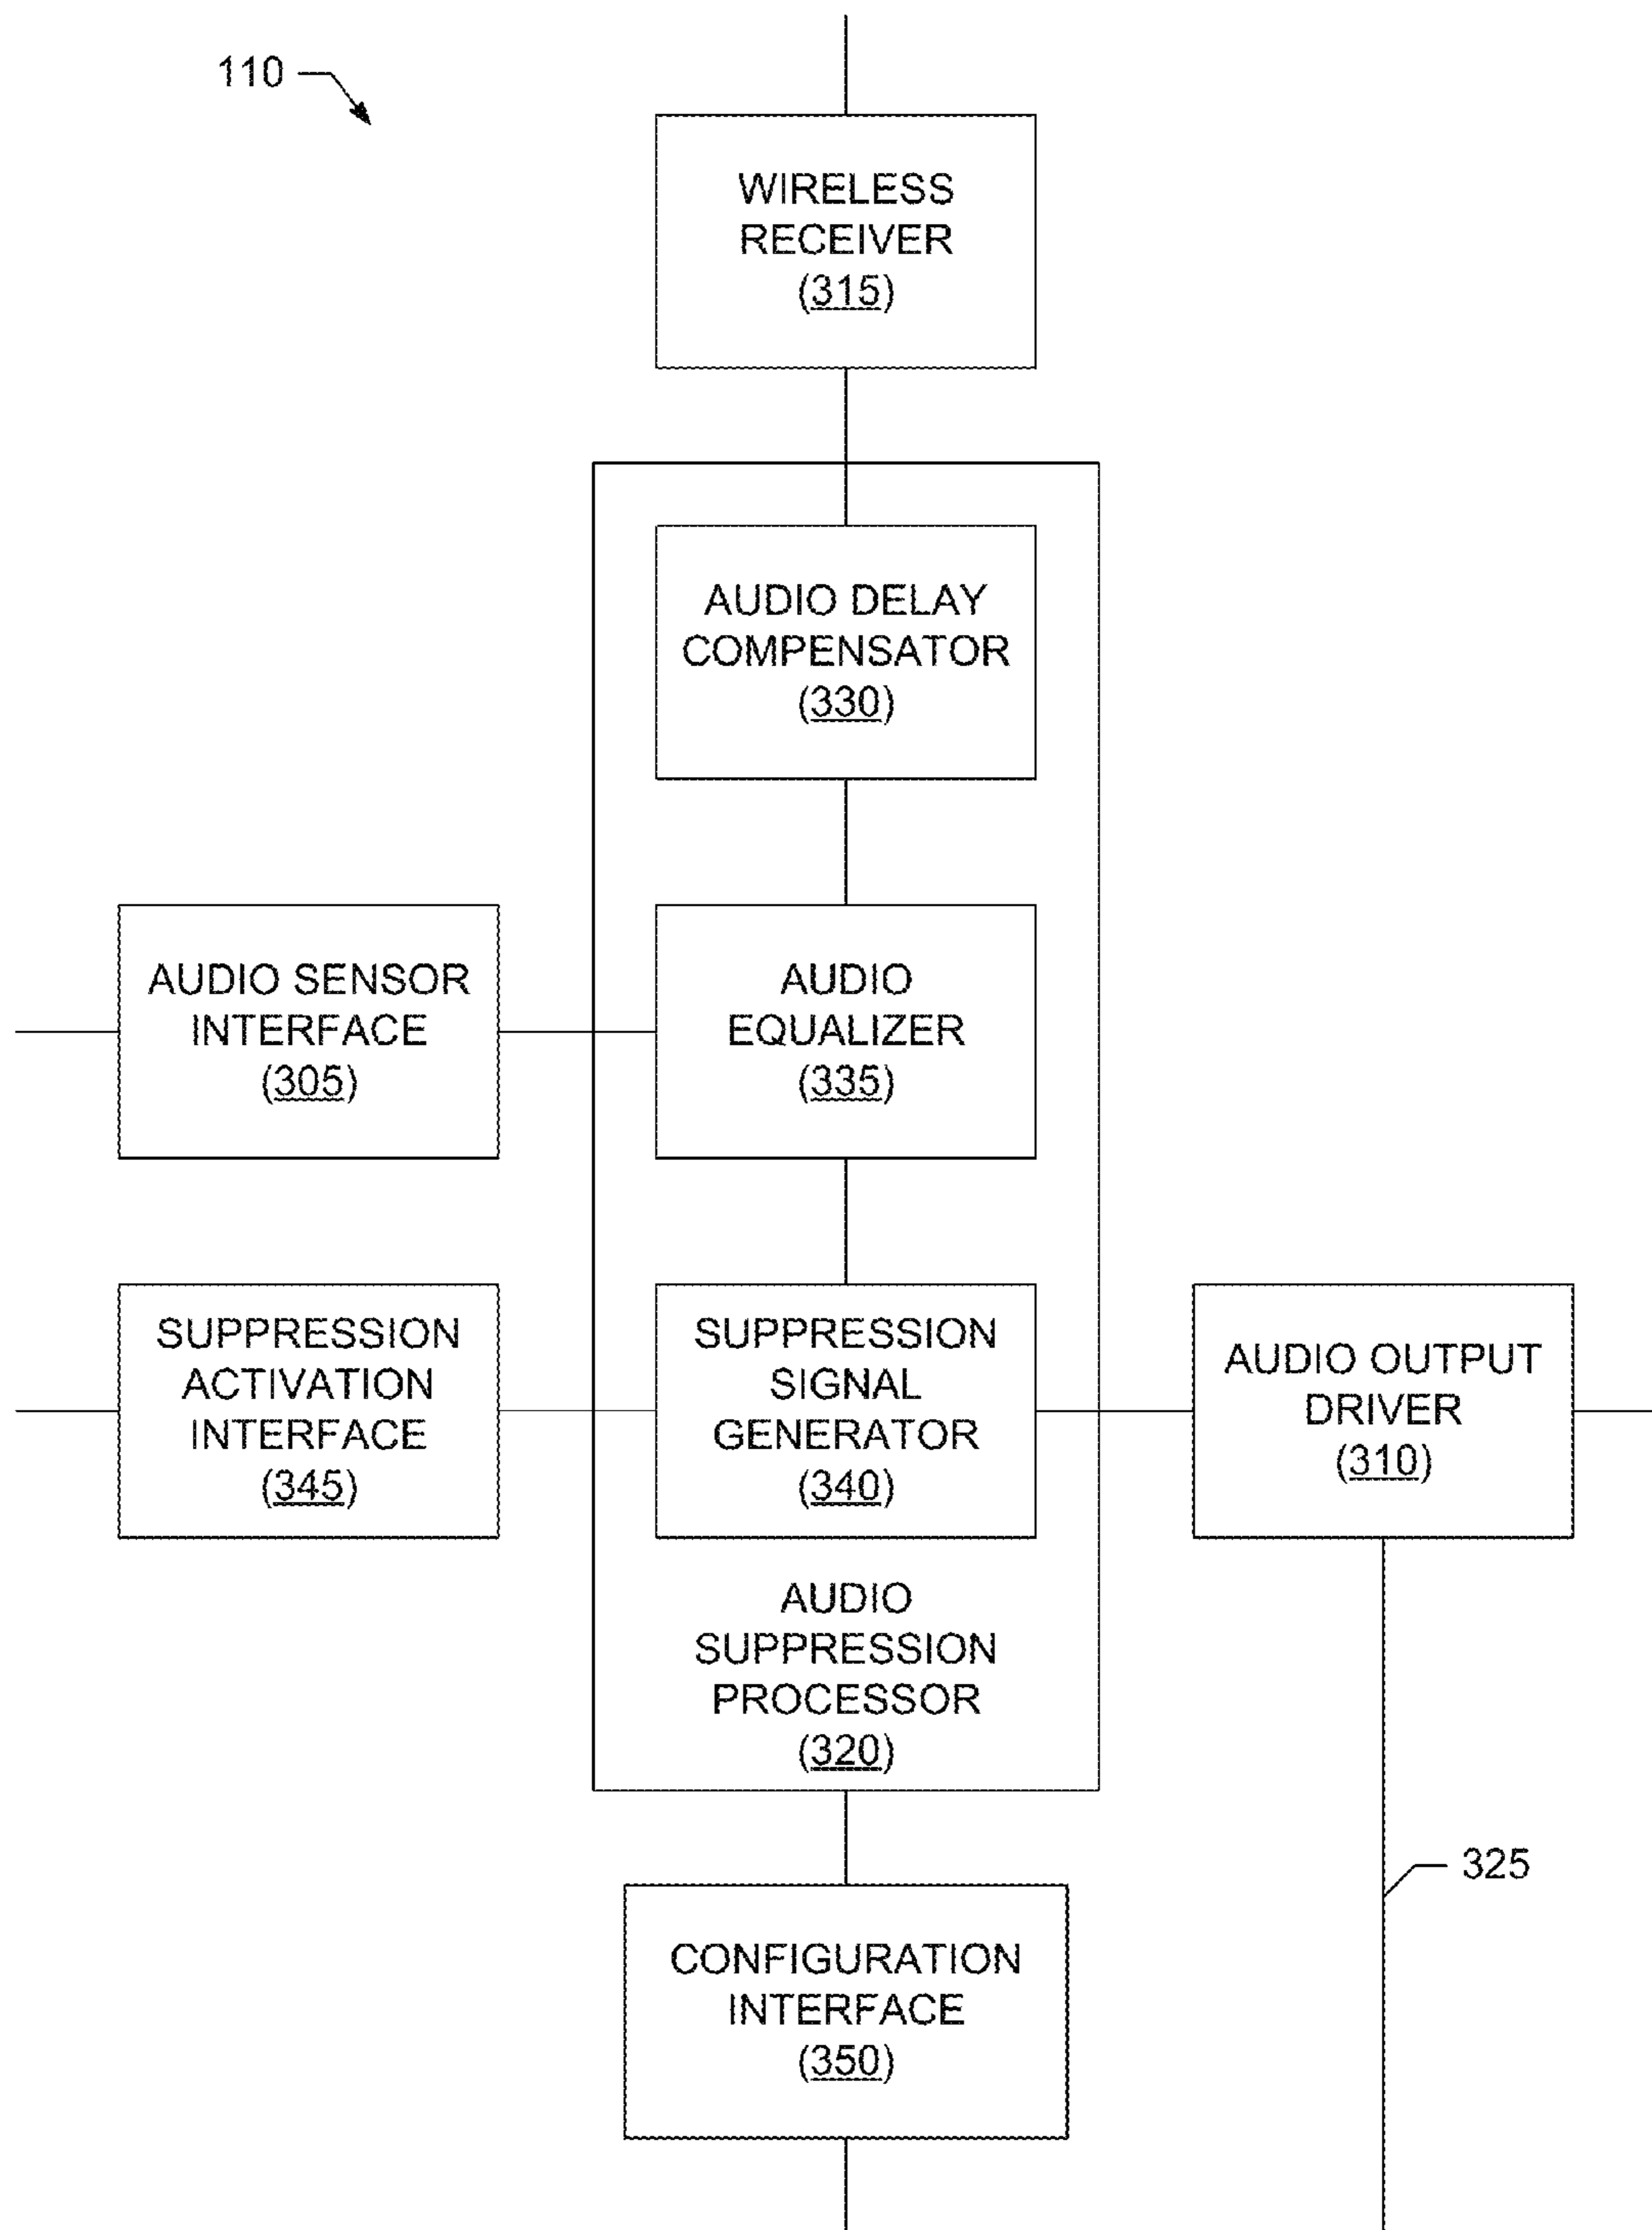 110
WIRELESS
RECEIVER
(315)
AUDIO DELAY
COMPENSATOR
(330)
AUDIO SENSOR
INTERFACE
(305)
AUDIO
EQUALIZER
(335)
SUPPRESSION
ACTIVATION
INTERFACE
(345)
SUPPRESSION
SIGNAL
GENERATOR
(340)
AUDIO OUTPUT
DRIVER
(310)
AUDIO
SUPPRESSION
PROCESSOR
(320)
325
CONFIGURATION
INTERFACE
(350)